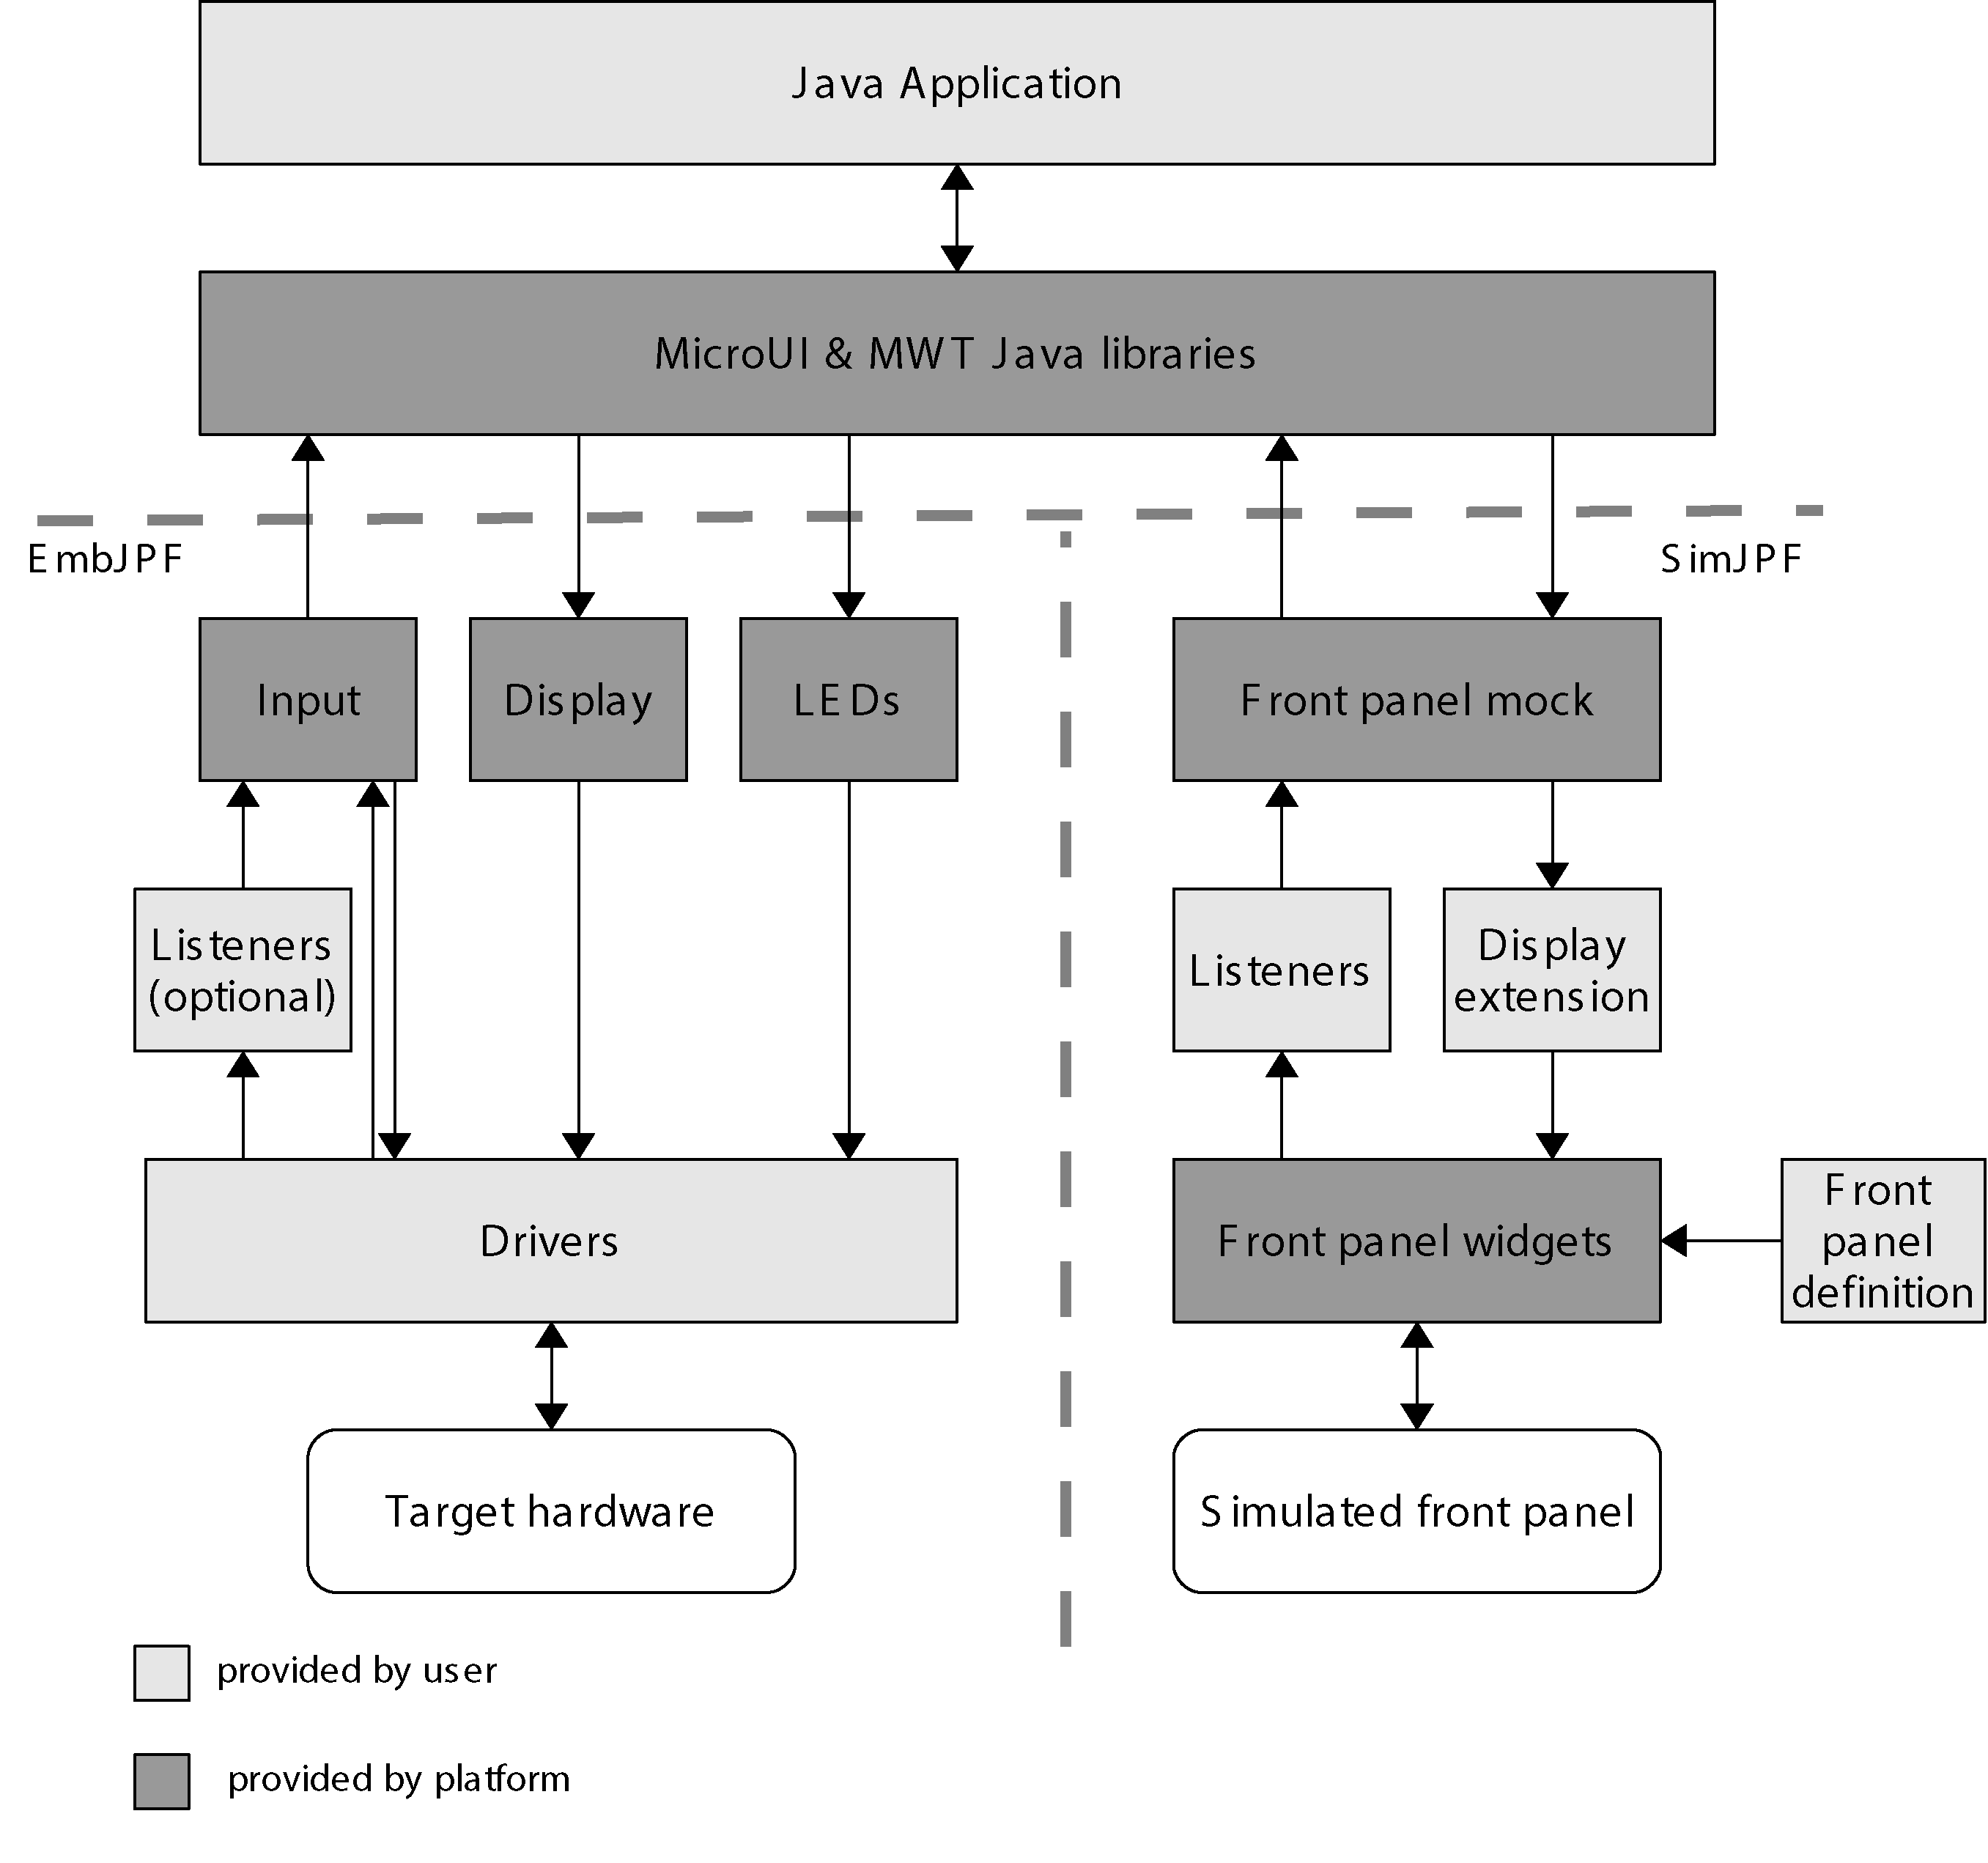 Java Application
MicroUI & MWT Java libraries
EmbJPF
SimJPF
Input
Display
LEDs
Front panel mock
Listeners
(optional)
Listeners
Display
extension
Drivers
Front panel widgets
Front
panel
definition
Target hardware
Simulated front panel
provided by user
provided by platform